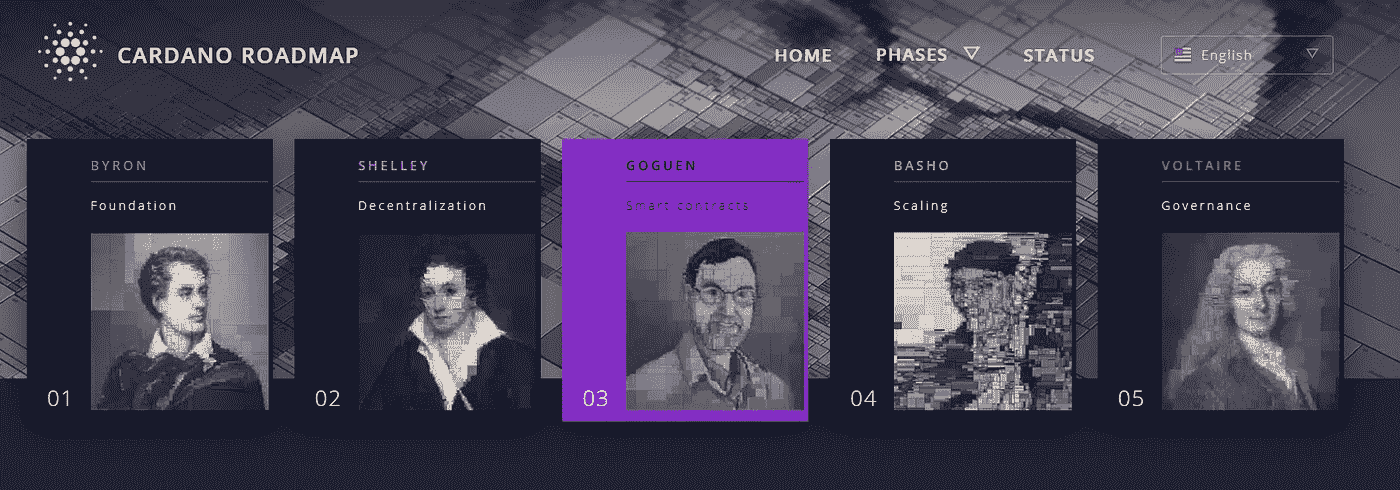 CARDANO ROADMAP
HOME PHASES STATUS English
BYRON
Foundation
01
SHELLEY
Decentralization
02
GOGUEN
Smart contracts
03
BASHO
Scaling
04
VOLTAIRE
Governance
05